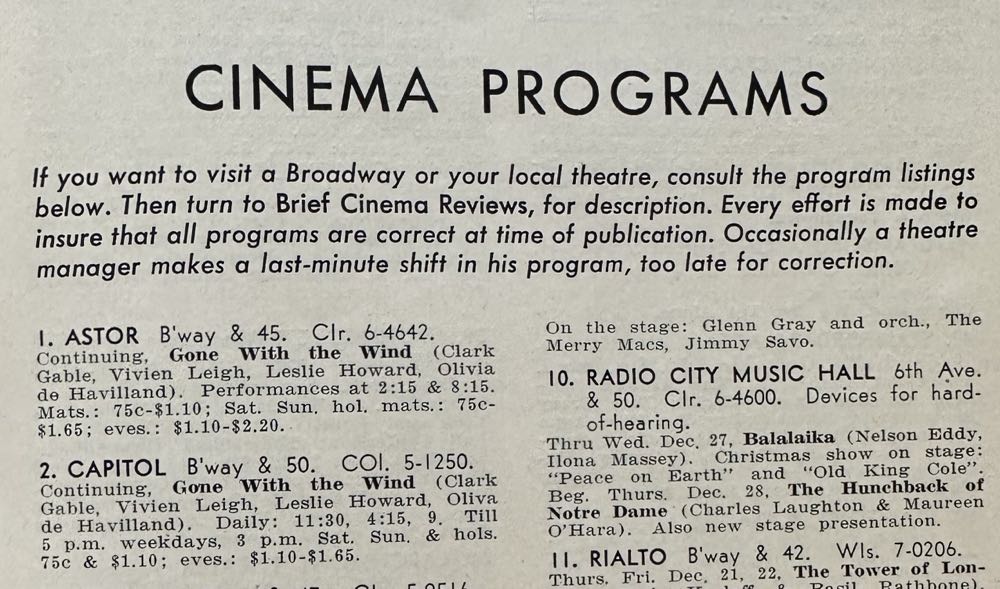 CINEMA PROGRAMS
If you want to visit a Broadway or your local theatre, consult the program listings
below. Then turn to Brief Cinema Reviews, for description. Every effort is made to
insure that all programs are correct at time of publication. Occasionally a theatre
manager makes a last-minute shift in his program, too late for correction.
1. ASTOR B'way & 45. CIr. 6-4642.
Continuing, Gone With the Wind (Clark
Gable, Vivien Leigh, Leslie Howard, Olivia
de Havilland). Performances at 2:15 & 8:15.
Mats.: 75c-$1.10; Sat. Sun. hol. mats.: 75c-
$1.65; eves.: $1.10-$2.20.
2. CAPITOL B'way & 50. COl. 5-1250.
Continuing, Gone With the Wind (Clark
Gable, Vivien Leigh, Leslie Howard, Oliva
de Havilland). Daily: 11:30, 4:15, 9. Till
5 p.m. weekdays, 3 p.m. Sat. Sun. & hols.
75c & $1.10; eves.: $1.10-$1.65.
On the stage: Glenn Gray and orch., The
Merry Macs, Jimmy Savo.
10. RADIO CITY MUSIC HALL 6th Ave.
& 50. CIr. 6-4600. Devices for hard-
of-hearing.
Thru Wed. Dec. 27, Balalaika (Nelson Eddy,
Ilona Massey). Christmas show on stage:
"Peace on Earth" and "Old King Cole".
Beg. Thurs. Dec. 28, The Hunchback of
Notre Dame (Charles Laughton & Maureen
O'Hara). Also new stage presentation.
11. RIALTO B'way & 42. WIs. 7-0206.
Thurs. Fri. Dec. 21, 22, The Tower of Lon-
& Basil Rathbone).